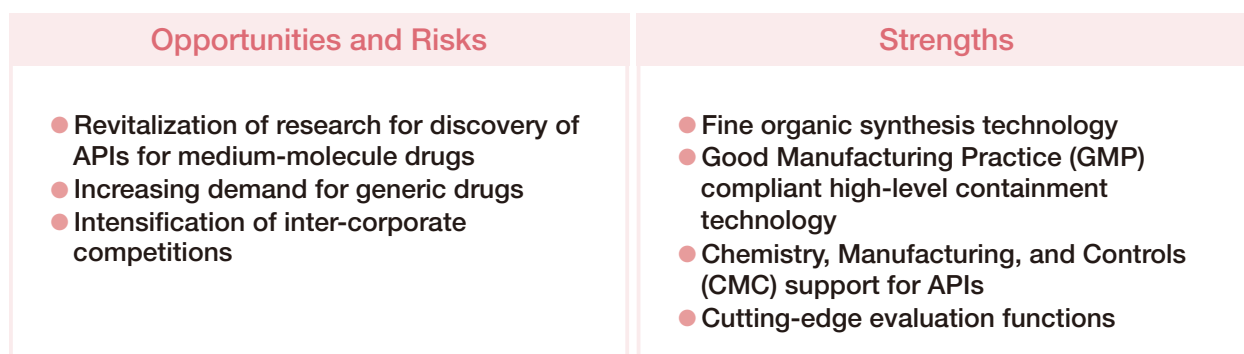 Opportunities and Risks
● Revitalization of research for discovery of
APIs for medium-molecule drugs
● Increasing demand for generic drugs
● Intensification of inter-corporate
competitions
Strengths
● Fine organic synthesis technology
● Good Manufacturing Practice (GMP)
compliant high-level containment
technology
● Chemistry, Manufacturing, and Controls
(CMC) support for APIs
● Cutting-edge evaluation functions